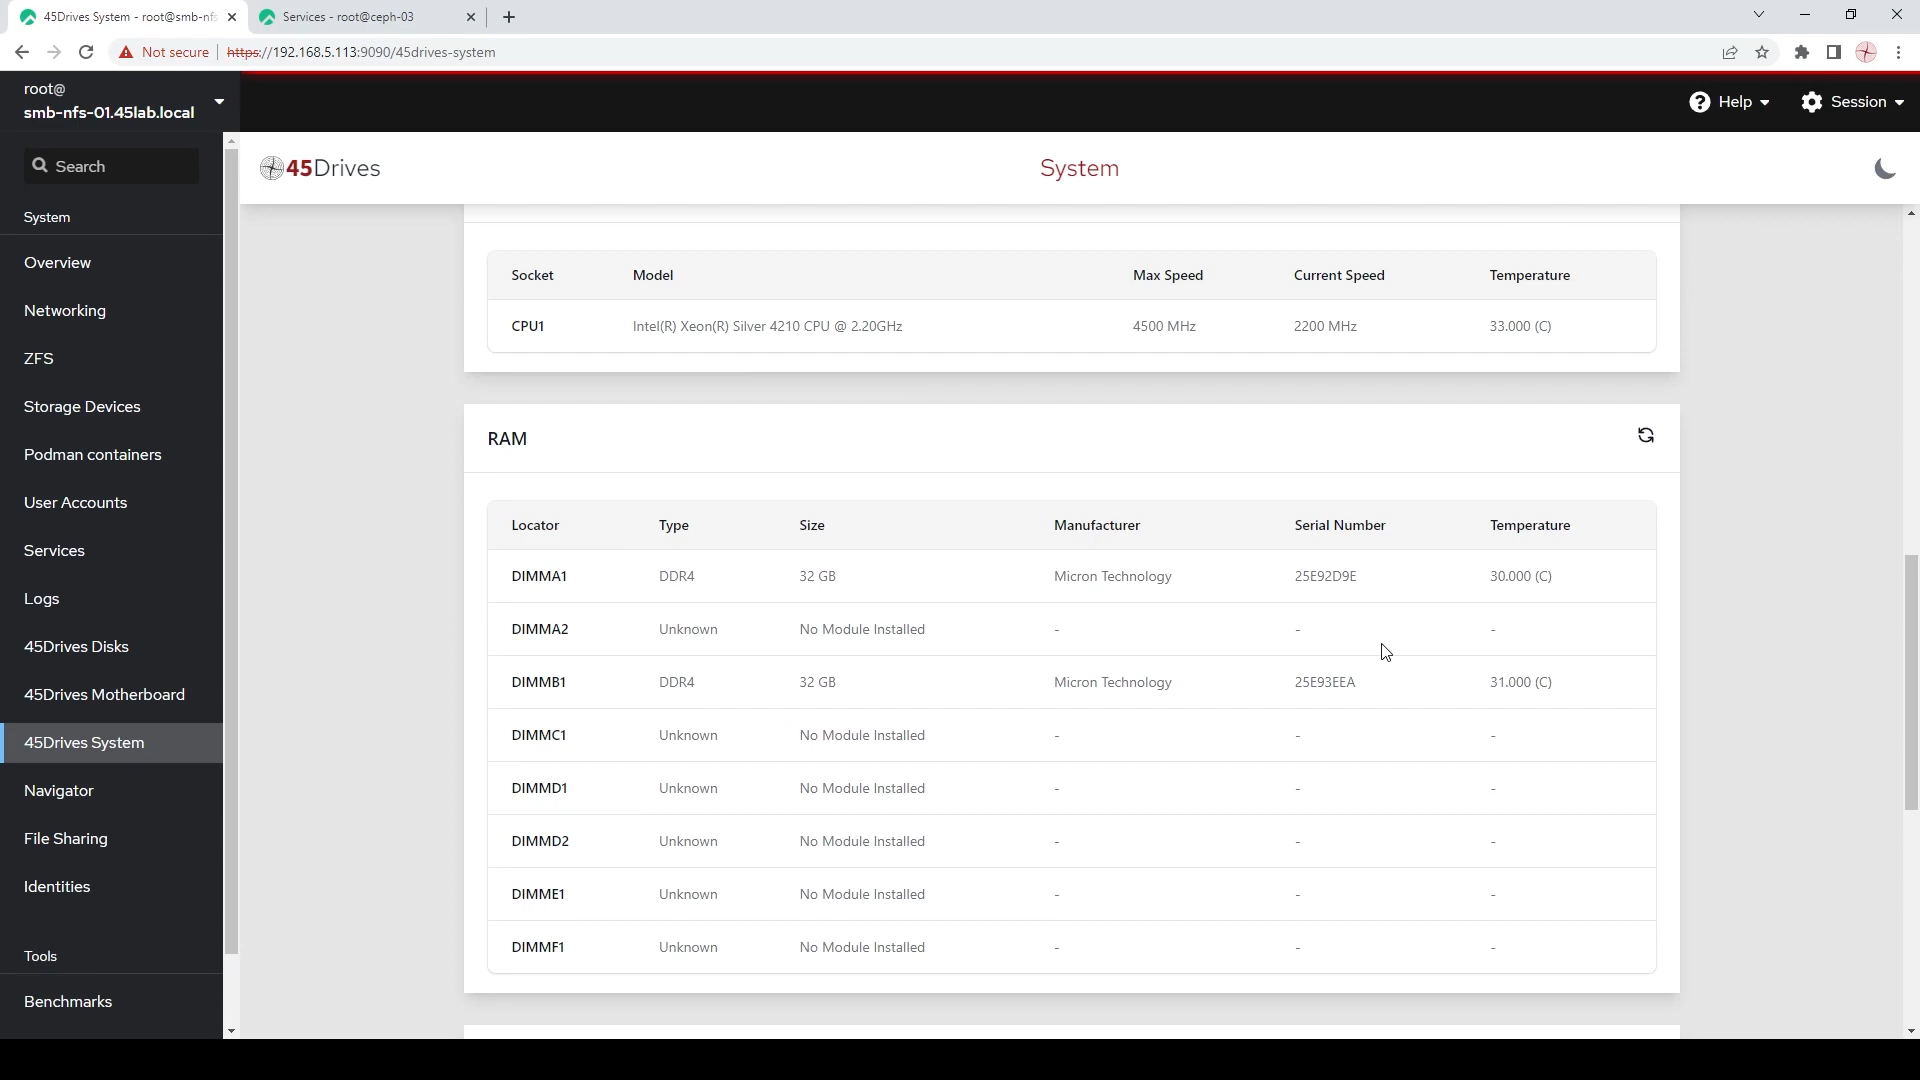 45Drives System - root@smb-nfs
Services - root@ceph-03
Not secure
https://192.168.5.113:9090/45drives-system
root@
smb-nfs-01.45lab.local
Help
Session
Search
45Drives
System
System
Overview
Networking
ZFS
Storage Devices
Podman containers
User Accounts
Services
Logs
45Drives Disks
45Drives Motherboard
45Drives System
Navigator
File Sharing
Identities
Tools
Benchmarks
Socket Model Max Speed Current Speed Temperature
CPU1 Intel(R) Xeon(R) Silver 4210 CPU @ 2.20GHz 4500 MHz 2200 MHz 33.000 (C)
RAM
Locator Type Size Manufacturer Serial Number Temperature
DIMMA1 DDR4 32 GB Micron Technology 25E92D9E 30.000 (C)
DIMMA2 Unknown No Module Installed - - -
DIMMB1 DDR4 32 GB Micron Technology 25E93EEA 31.000 (C)
DIMMC1 Unknown No Module Installed - - -
DIMMD1 Unknown No Module Installed - - -
DIMMD2 Unknown No Module Installed - - -
DIMME1 Unknown No Module Installed - - -
DIMMF1 Unknown No Module Installed - - -